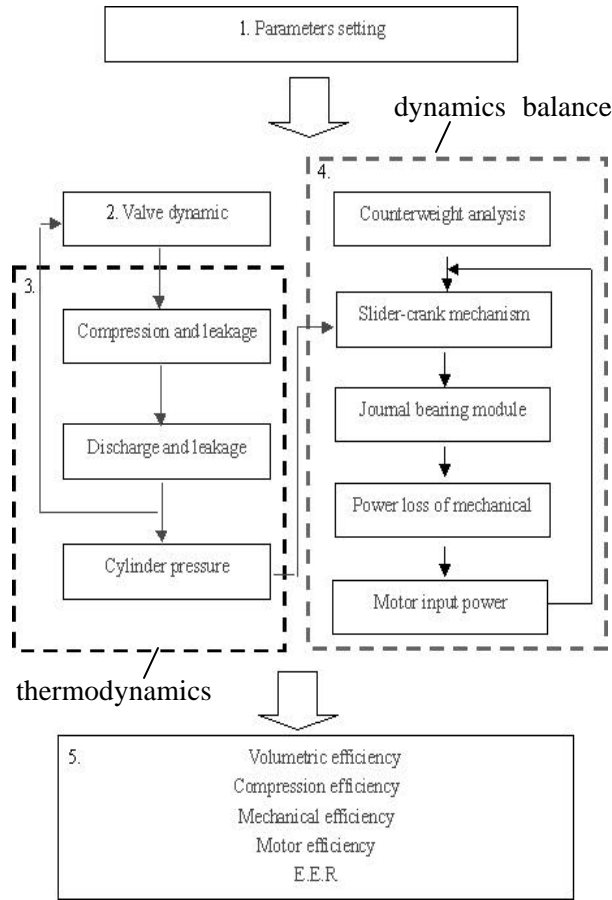 1. Parameters setting
dynamics balance
2. Valve dynamic
3.
Compression and leakage
Discharge and leakage
Cylinder pressure
thermodynamics
4.
Counterweight analysis
Slider-crank mechanism
Journal bearing module
Power loss of mechanical
Motor input power
5.
Volumetric efficiency
Compression efficiency
Mechanical efficiency
Motor efficiency
E.E.R